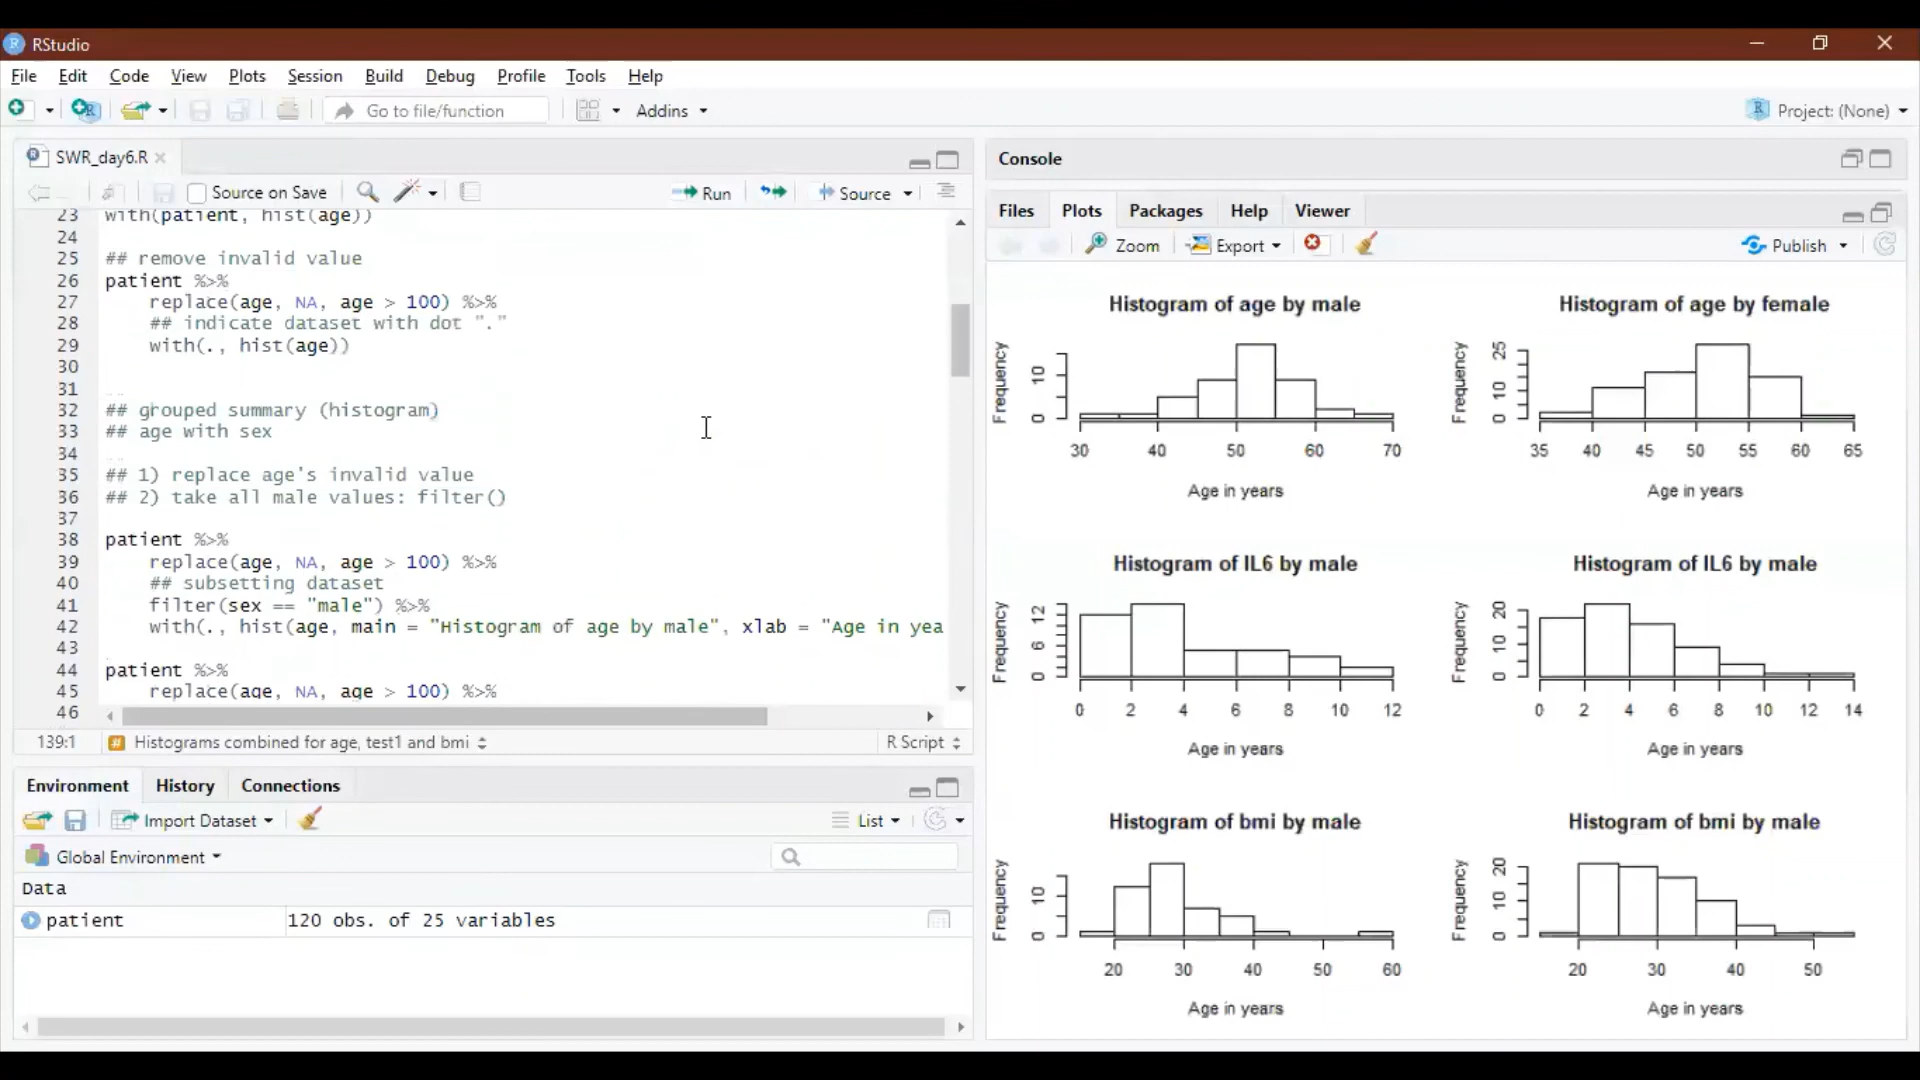 RStudio
File Edit Code View Plots Session Build Debug Profile Tools Help
Go to file/function Addins Project: (None)
SWR_day6.R
Source on Save Run Source
23 with(patient, hist(age))
24
25 ## remove invalid value
26 patient %>%
27 replace(age, NA, age > 100) %>%
28 ## indicate dataset with dot "."
29 with(., hist(age))
30
31
32 ## grouped summary (histogram)
33 ## age with sex
34
35 ## 1) replace age's invalid value
36 ## 2) take all male values: filter()
37
38 patient %>%
39 replace(age, NA, age > 100) %>%
40 ## subsetting dataset
41 filter(sex == "male") %>%
42 with(., hist(age, main = "Histogram of age by male", xlab = "Age in yea
43
44 patient %>%
45 replace(age, NA, age > 100) %>%
46
139:1 Histograms combined for age, test1 and bmi R Script
Environment History Connections
Import Dataset List
Global Environment
Data
patient 120 obs. of 25 variables
Console
Files Plots Packages Help Viewer
Zoom Export Publish
Histogram of age by male
Frequency
0 10
30 40 50 60 70
Age in years
Histogram of age by female
Frequency
0 10 25
35 40 45 50 55 60 65
Age in years
Histogram of IL6 by male
Frequency
0 6 12
0 2 4 6 8 10 12
Age in years
Histogram of IL6 by male
Frequency
0 10 20
0 2 4 6 8 10 12 14
Age in years
Histogram of bmi by male
Frequency
0 10
20 30 40 50 60
Age in years
Histogram of bmi by male
Frequency
0 10 20
20 30 40 50
Age in years